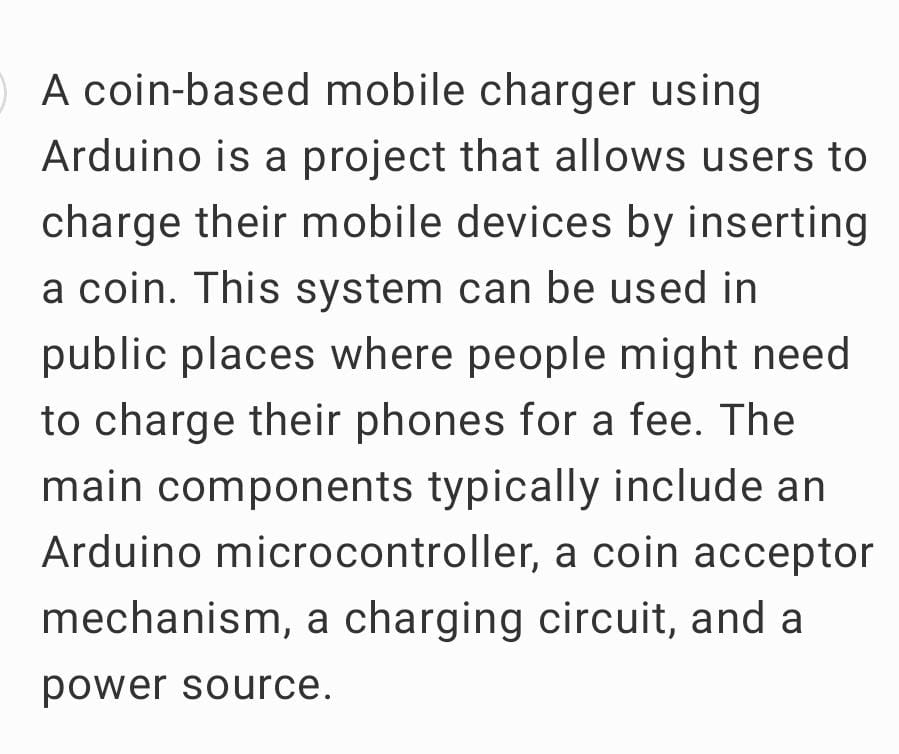 A coin-based mobile charger using
Arduino is a project that allows users to
charge their mobile devices by inserting
a coin. This system can be used in
public places where people might need
to charge their phones for a fee. The
main components typically include an
Arduino microcontroller, a coin acceptor
mechanism, a charging circuit, and a
power source.